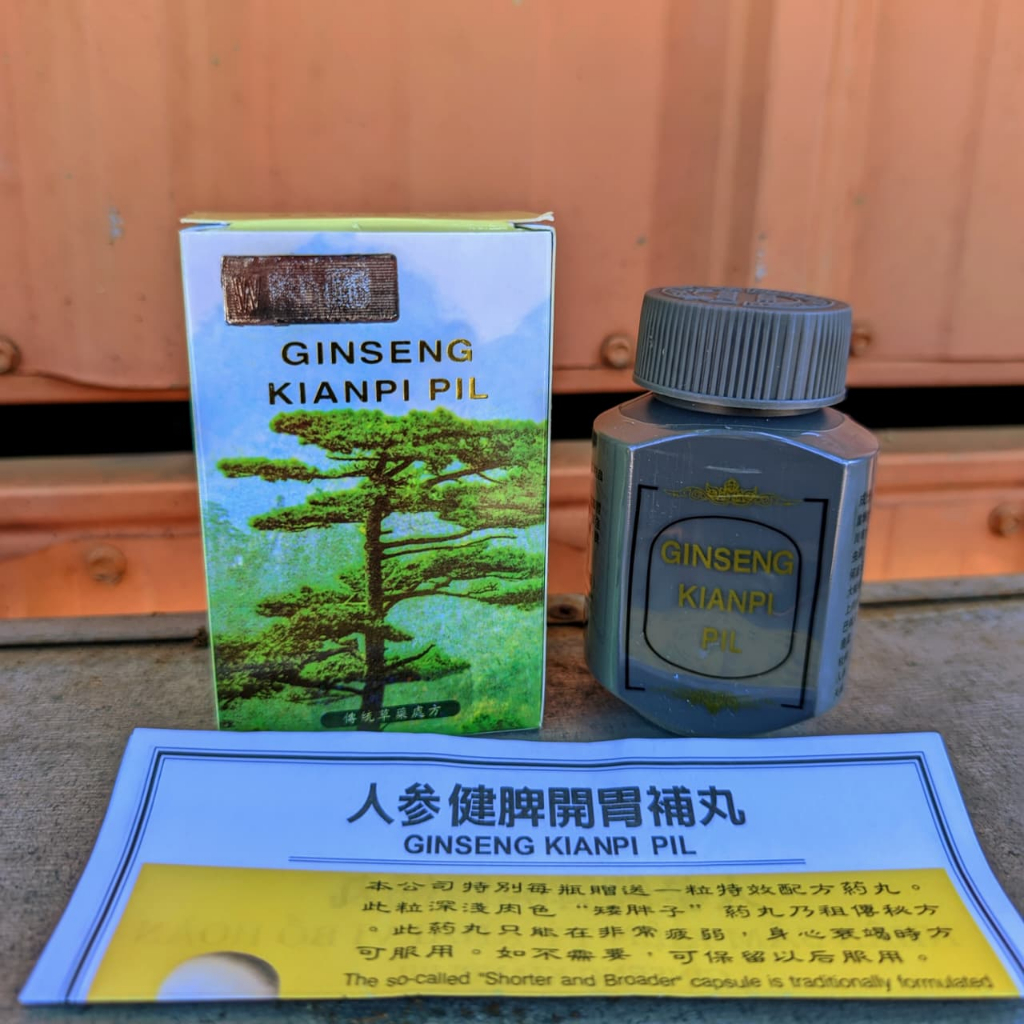 GINSENG
KIANPI PIL
傳統草藥處方
GINSENG
KIANPI
PIL
人参健脾開胃補丸
GINSENG KIANPI PIL
本公司特別每瓶贈送一粒特效配方药丸。
此粒深淺肉色“矮胖子”药丸乃祖傳秘方
。此药丸只能在非常疲弱，身心衰竭時方
可服用。如不需要，可保留以后服用。
The so-called "Shorter and Broader" capsule is traditionally formulated